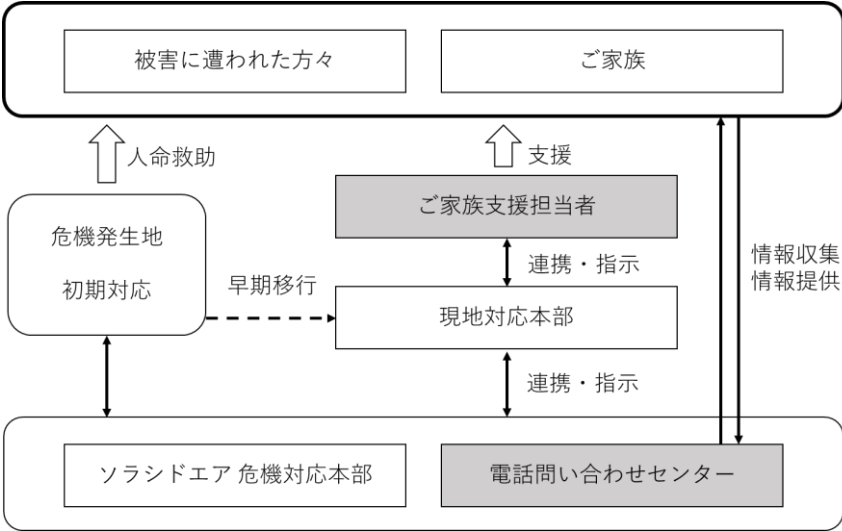 被害に遭われた方々
ご家族
人命救助
支援
ご家族支援担当者
危機発生地
初期対応
連携・指示
情報収集
情報提供
早期移行
現地対応本部
連携・指示
ソラシドエア 危機対応本部
電話問い合わせセンター